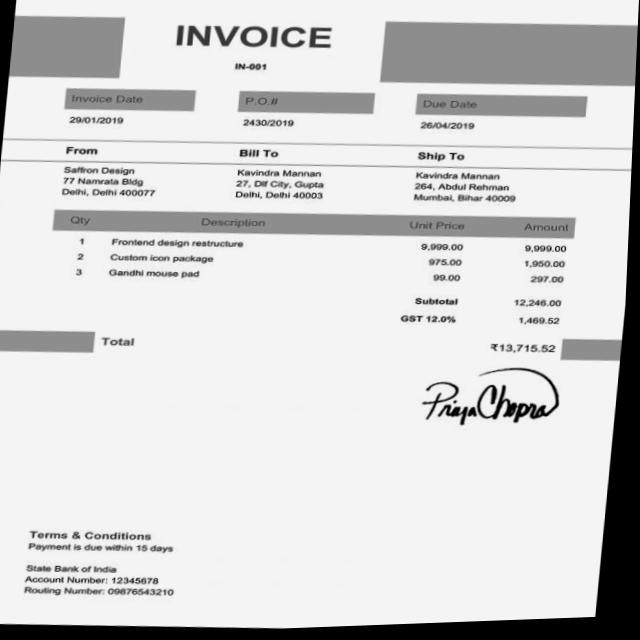 INVOICE
IN-001
Invoice Date P.O.# Due Date
29/01/2019 2430/2019 26/04/2019
From Bill To Ship To
Saffron Design Kavindra Mannan Kavindra Mannan
77 Namrata Bldg 27, Dlf City, Gupta 264, Abdul Rehman
Delhi, Delhi 400077 Delhi, Delhi 40003 Mumbai, Bihar 40009
Qty Description Unit Price Amount
1 Frontend design restructure 9,999.00 9,999.00
2 Custom icon package 975.00 1,950.00
3 Gandhi mouse pad 99.00 297.00
Subtotal 12,246.00
GST 12.0% 1,469.52
Total ₹13,715.52
Priya Chopra
Terms & Conditions
Payment is due within 15 days
State Bank of India
Account Number: 12345678
Routing Number: 09876543210